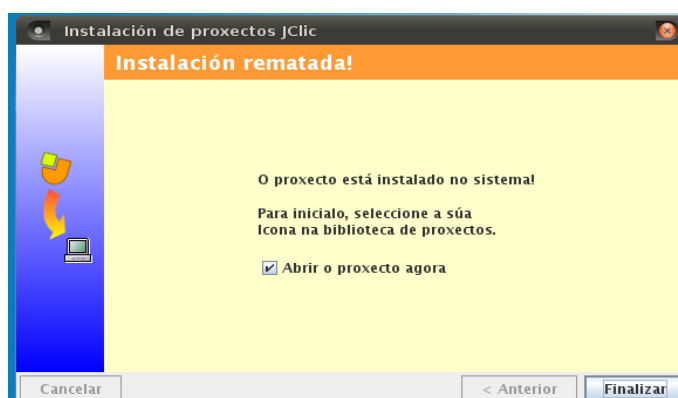 Instalación de proxectos JClic
Instalación rematada!
O proxecto está instalado no sistema!
Para inicialo, seleccione a súa
Icona na biblioteca de proxectos.
Abrir o proxecto agora
Cancelar
< Anterior
Finalizar